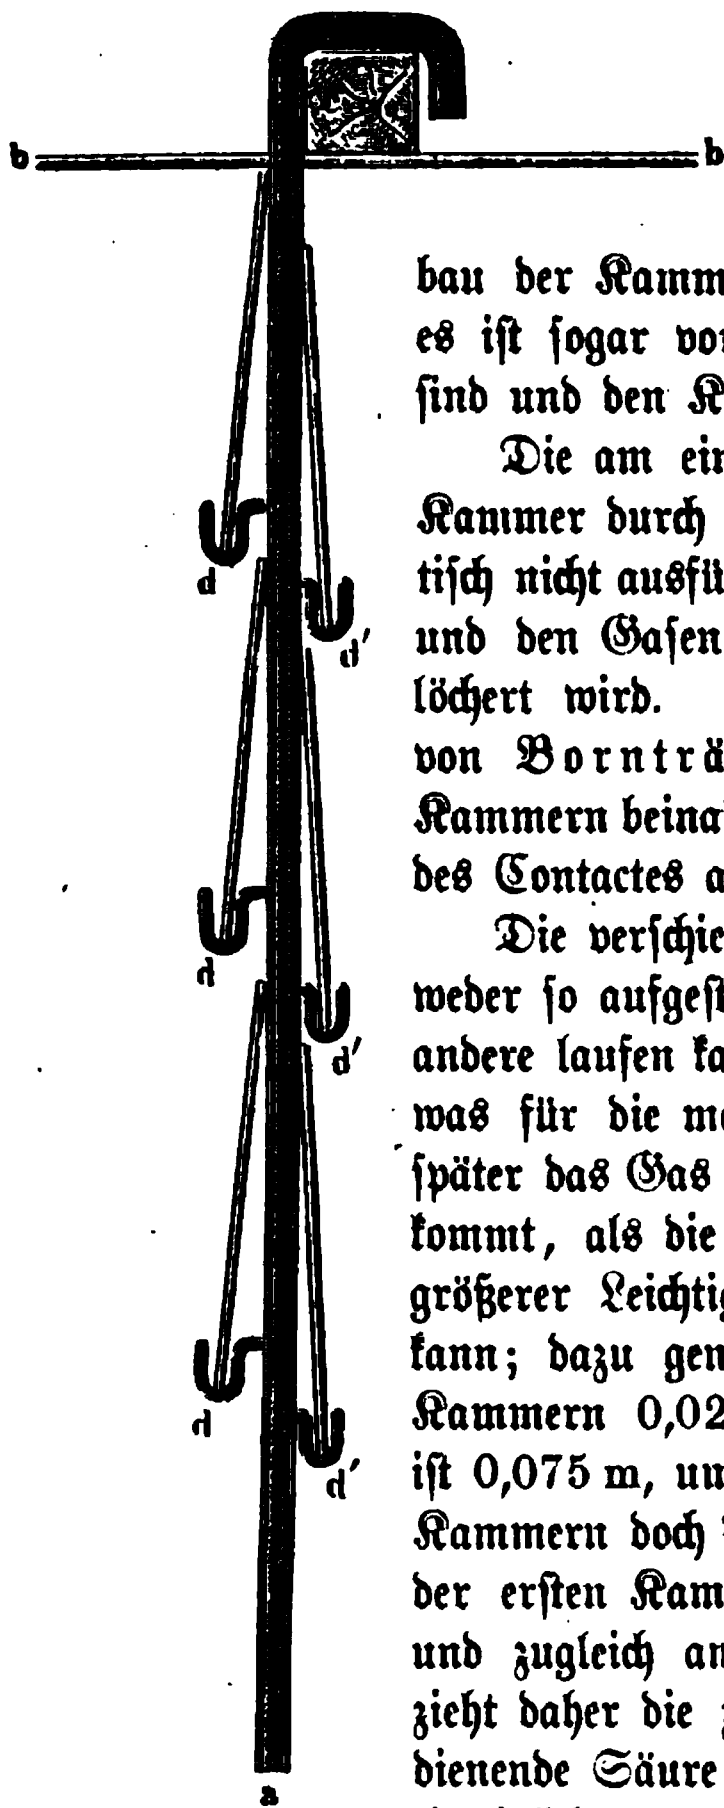 b b
bau der Kamm
es ist sogar vor
sind und den K
Die am ein
Kammer durch
tisch nicht ausfü
und den Gasen
löchert wird.
von Bornträ
Kammern beina
des Contactes a
Die verschie
weder so aufgest
andere laufen ka
was für die me
später das Gas
kommt, als die
größerer Leichtig
kann; dazu gen
Kammern 0,02
ist 0,075 m, um
Kammern doch
der ersten Kam
und zugleich an
zieht daher die
dienende Säure
d
d'
d
d'
d
d'
a